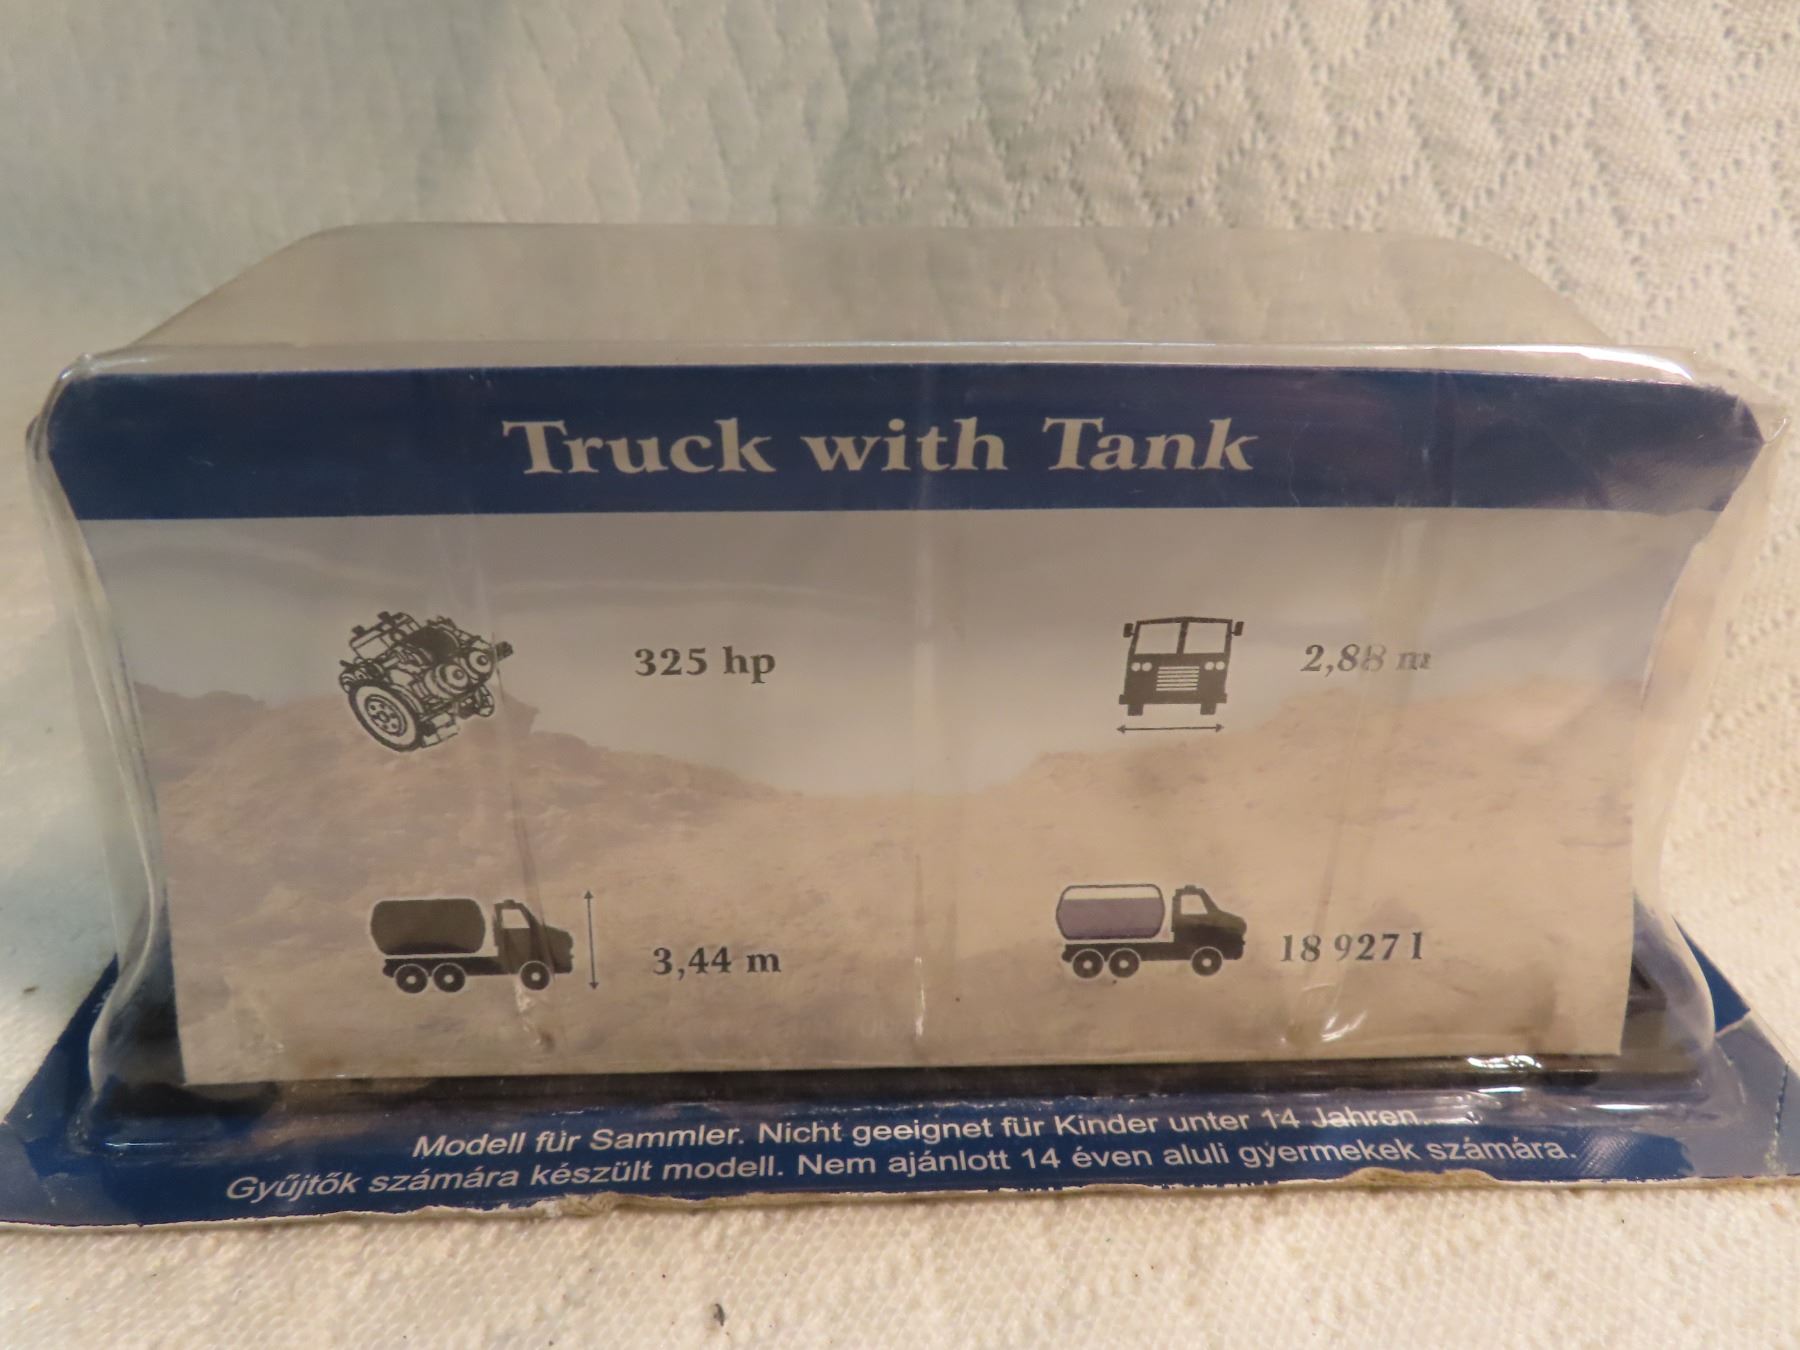 Truck with Tank
325 hp
2,88 m
3,44 m
18 927 l
Modell für Sammler. Nicht geeignet für Kinder unter 14 Jahren.
Gyűjtők számára készült modell. Nem ajánlott 14 éven aluli gyermekek számára.